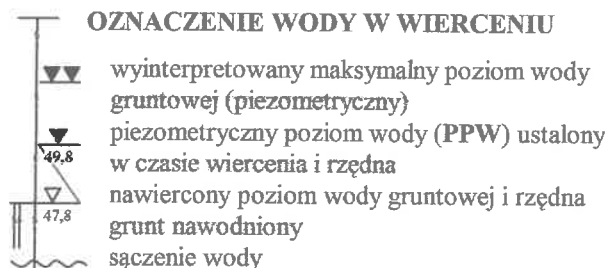 OZNACZENIE WODY W WIERCENIU
wyinterpretowany maksymalny poziom wody
gruntowej (piezometryczny)
piezometryczny poziom wody (PPW) ustalony
49,8
w czasie wiercenia i rzędna
nawiercony poziom wody gruntowej i rzędna
47,8
grunt nawodniony
sączenie wody